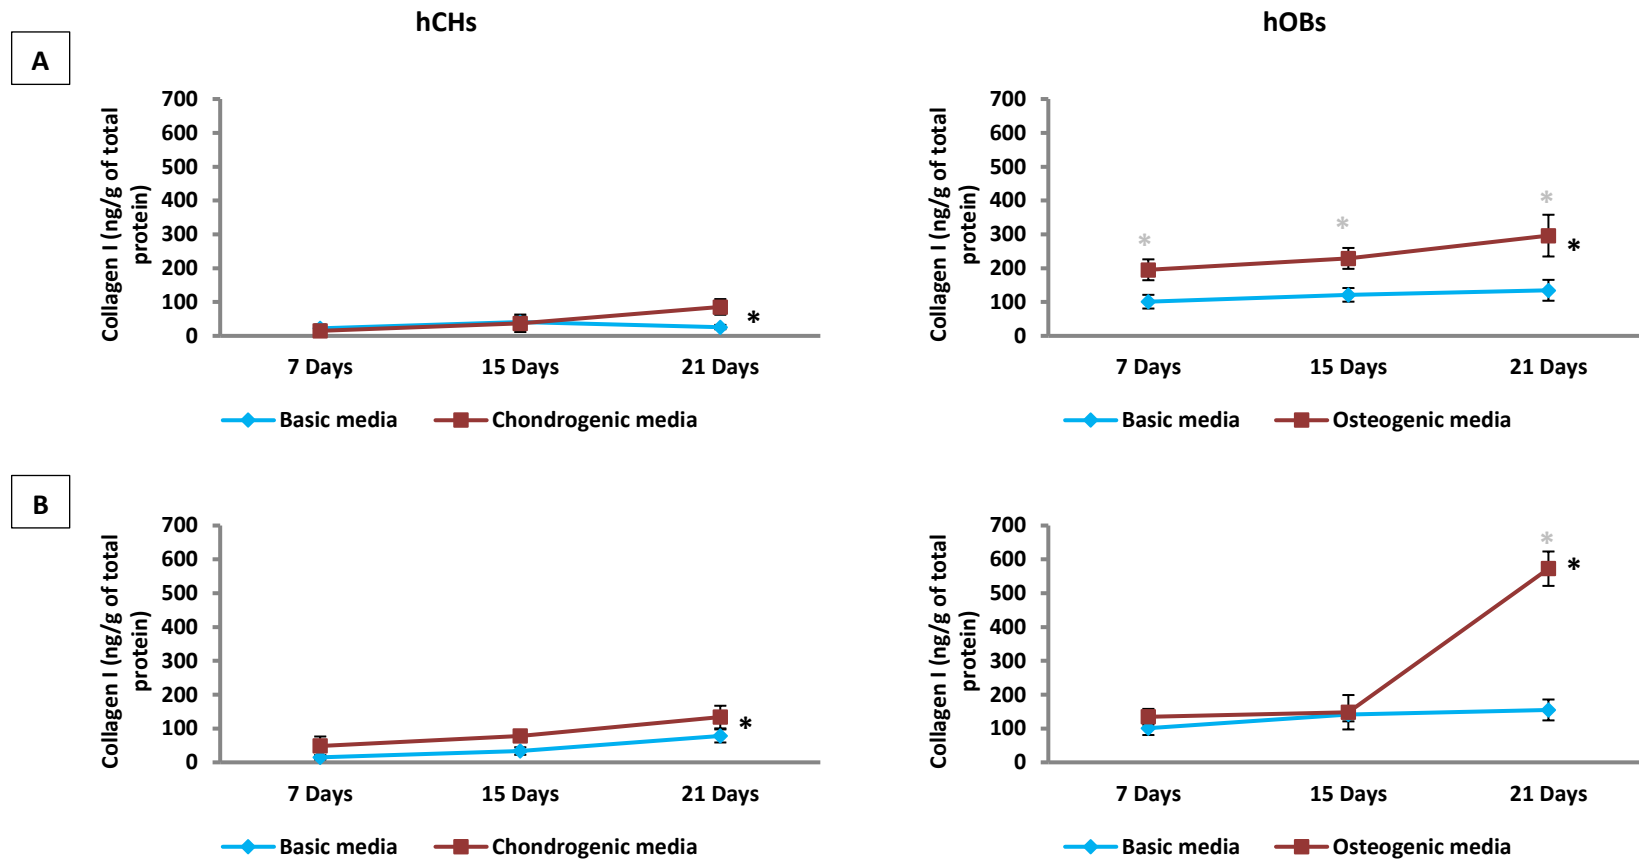 hCHs
hOBs
A
Collagen I (ng/g of total
protein)
700
600
500
400
300
200
100
0
*
7 Days 15 Days 21 Days
Basic media Chondrogenic media
Collagen I (ng/g of total
protein)
700
600
500
400
300
200
100
0
* * *
*
7 Days 15 Days 21 Days
Basic media Osteogenic media
B
Collagen I (ng/g of total
protein)
700
600
500
400
300
200
100
0
*
7 Days 15 Days 21 Days
Basic media Chondrogenic media
Collagen I (ng/g of total
protein)
700
600
500
400
300
200
100
0
*
*
7 Days 15 Days 21 Days
Basic media Osteogenic media